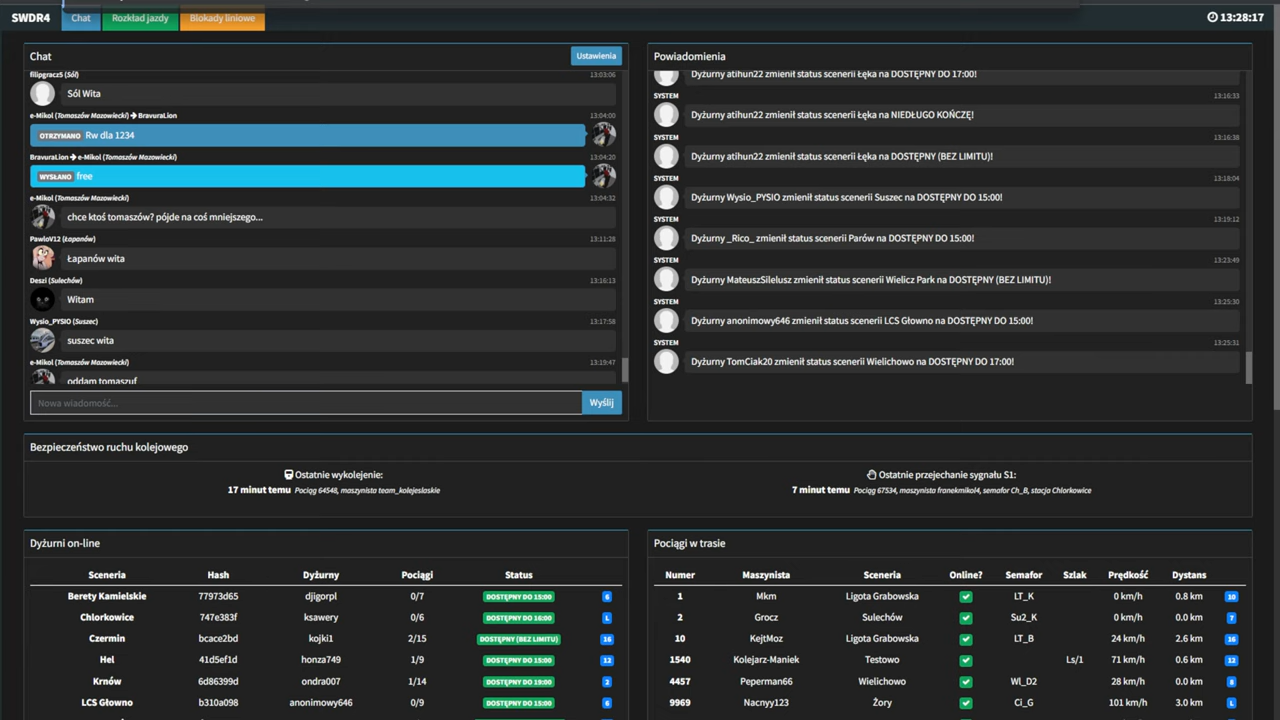 SWDR4
Chat
Rozkład jazdy
Blokady liniowe
13:28:17
Chat
Ustawienia
filipgracz5 (Sól)
13:03:06
Sól Wita
e-Mikol (Tomaszów Mazowiecki) → BravuraLion
13:04:00
OTRZYMANO Rw dla 1234
BravuraLion → e-Mikol (Tomaszów Mazowiecki)
13:04:20
WYSŁANO free
e-Mikol (Tomaszów Mazowiecki)
13:04:32
chce ktoś tomaszów? pójde na coś mniejszego...
PawloV12 (Łapanów)
13:11:28
Łapanów wita
Deszi (Sulechów)
13:16:13
Witam
Wysio_PYSIO (Suszec)
13:17:58
suszec wita
e-Mikol (Tomaszów Mazowiecki)
13:19:47
oddam tomaszuf
Nowa wiadomość...
Wyślij
Powiadomienia
Dyżurny atihun22 zmienił status scenerii Łęka na DOSTĘPNY DO 17:00!
SYSTEM
13:16:33
Dyżurny atihun22 zmienił status scenerii Łęka na NIEDŁUGO KOŃCZĘ!
SYSTEM
13:16:38
Dyżurny atihun22 zmienił status scenerii Łęka na DOSTĘPNY (BEZ LIMITU)!
SYSTEM
13:18:04
Dyżurny Wysio_PYSIO zmienił status scenerii Suszec na DOSTĘPNY DO 15:00!
SYSTEM
13:19:12
Dyżurny _Rico_ zmienił status scenerii Parów na DOSTĘPNY DO 15:00!
SYSTEM
13:23:49
Dyżurny MateuszSilelusz zmienił status scenerii Wielicz Park na DOSTĘPNY (BEZ LIMITU)!
SYSTEM
13:25:30
Dyżurny anonimowy646 zmienił status scenerii LCS Głowno na DOSTĘPNY DO 15:00!
SYSTEM
13:25:31
Dyżurny TomCiak20 zmienił status scenerii Wielichowo na DOSTĘPNY DO 17:00!
Bezpieczeństwo ruchu kolejowego
Ostatnie wykolejenie:
17 minut temu Pociąg 64548, maszynista team_kolejeslaskie
Ostatnie przejechanie sygnału S1:
7 minut temu Pociąg 67534, maszynista franekmikol4, semafor Ch_B, stacja Chlorkowice
Dyżurni on-line
Sceneria Hash Dyżurny Pociągi Status
Berety Kamielskie 77973d65 djigorpl 0/7 DOSTĘPNY DO 15:00 6
Chlorkowice 747e383f ksawery 0/6 DOSTĘPNY DO 16:00 L
Czermin bcace2bd kojki1 2/15 DOSTĘPNY (BEZ LIMITU) 16
Hel 41d5ef1d honza749 1/9 DOSTĘPNY DO 15:00 12
Krnów 6d86399d ondra007 1/14 DOSTĘPNY DO 19:00 2
LCS Głowno b310a098 anonimowy646 0/9 DOSTĘPNY DO 15:00 6
Pociągi w trasie
Numer Maszynista Sceneria Online? Semafor Szlak Prędkość Dystans
1 Mkm Ligota Grabowska LT_K 0 km/h 0.8 km 10
2 Grocz Sulechów Su2_K 0 km/h 0.0 km 7
10 KejtMoz Ligota Grabowska LT_B 24 km/h 2.6 km 16
1540 Kolejarz-Maniek Testowo Ls/1 71 km/h 0.6 km 12
4457 Peperman66 Wielichowo Wl_D2 28 km/h 0.0 km 8
9969 Nacnyy123 Żory Ci_G 101 km/h 3.0 km L